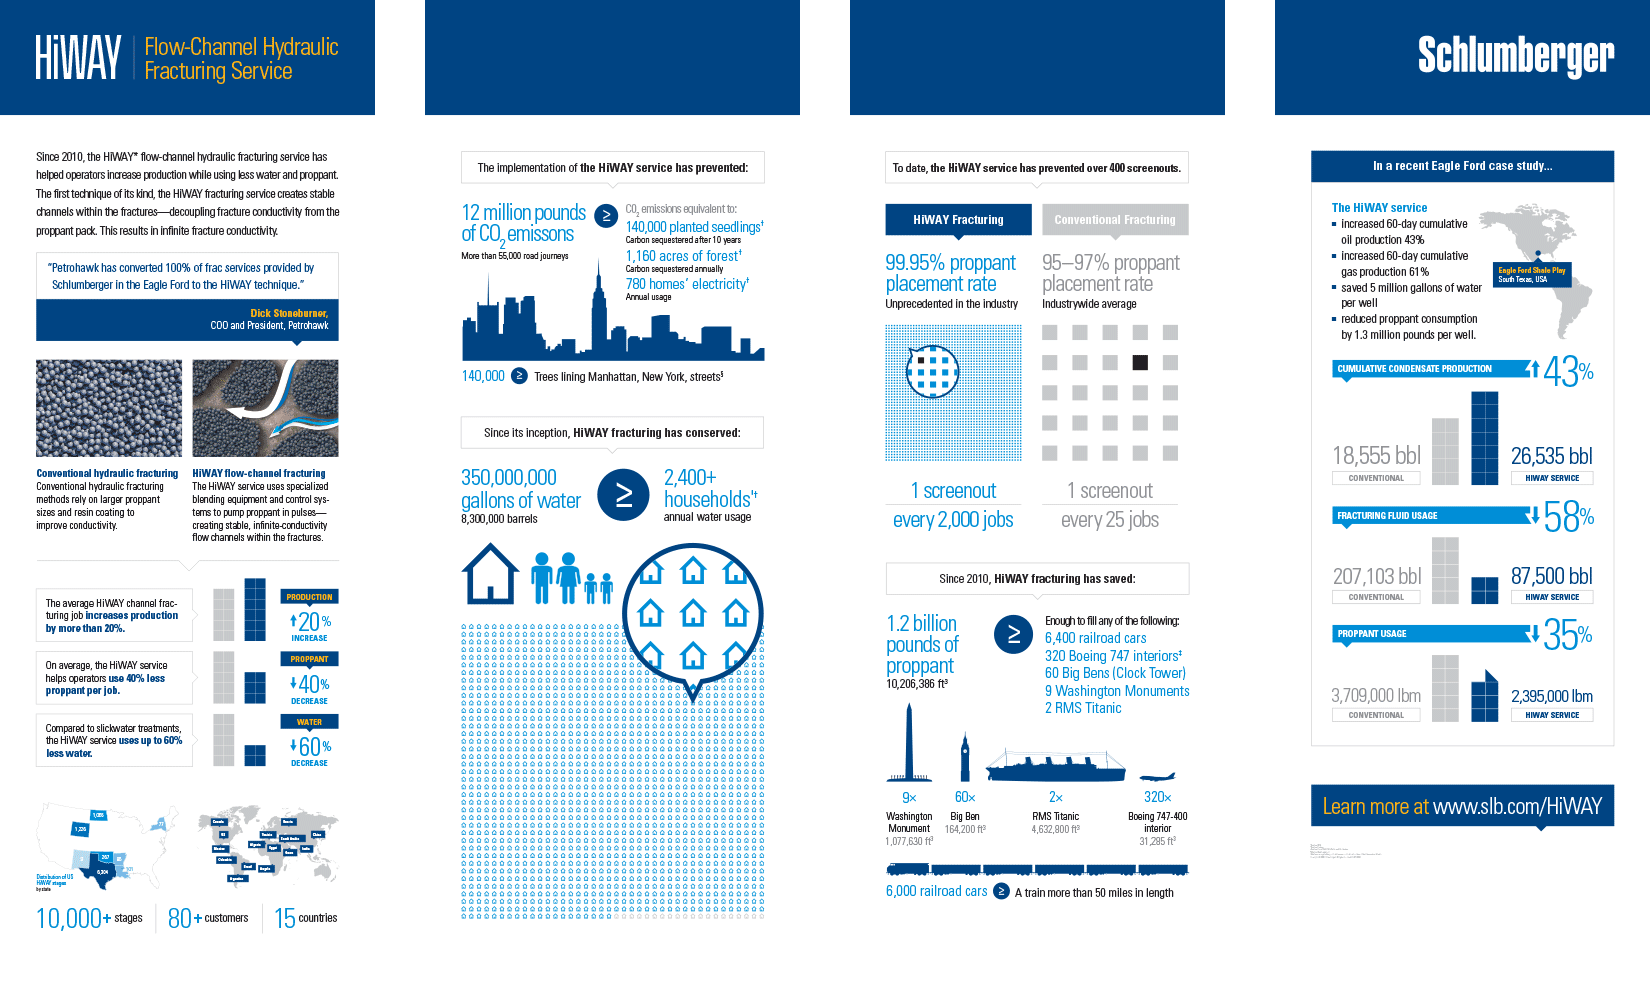 HiWAY
Flow-Channel Hydraulic
Fracturing Service
Since 2010, the HiWAY* flow-channel hydraulic fracturing service has
helped operators increase production while using less water and proppant.
The first technique of its kind, the HiWAY fracturing service creates stable
channels within the fractures—decoupling fracture conductivity from the
proppant pack. This results in infinite fracture conductivity.
“Petrohawk has converted 100% of frac services provided by
Schlumberger in the Eagle Ford to the HiWAY technique.”
Dick Stoneburner,
COO and President, Petrohawk
Conventional hydraulic fracturing
Conventional hydraulic fracturing
methods rely on larger proppant
sizes and resin coating to
improve conductivity.
HiWAY flow-channel fracturing
The HiWAY service uses specialized
blending equipment and control sys-
tems to pump proppant in pulses—
creating stable, infinite-conductivity
flow channels within the fractures.
The average HiWAY channel frac-
turing job increases production
by more than 20%.
PRODUCTION
20%
INCREASE
On average, the HiWAY service
helps operators use 40% less
proppant per job.
PROPPANT
40%
DECREASE
Compared to slickwater treatments,
the HiWAY service uses up to 60%
less water.
WATER
60%
DECREASE
Distribution of US
HiWAY stages
by state
10,000+ stages
80+ customers
15 countries
The implementation of the HiWAY service has prevented:
12 million pounds
of CO2 emissons
More than 55,000 road journeys
≥
CO2 emissions equivalent to:
140,000 planted seedlings†
Carbon sequestered after 10 years
1,160 acres of forest†
Carbon sequestered annually
780 homes’ electricity†
Annual usage
140,000 ≥ Trees lining Manhattan, New York, streets§
Since its inception, HiWAY fracturing has conserved:
350,000,000
gallons of water
8,300,000 barrels
≥
2,400+
households'†
annual water usage
To date, the HiWAY service has prevented over 400 screenouts.
HiWAY Fracturing
99.95% proppant
placement rate
Unprecedented in the industry
1 screenout
every 2,000 jobs
Conventional Fracturing
95–97% proppant
placement rate
Industrywide average
1 screenout
every 25 jobs
Since 2010, HiWAY fracturing has saved:
1.2 billion
pounds of
proppant
10,206,386 ft³
≥
Enough to fill any of the following:
6,400 railroad cars
320 Boeing 747 interiors‡
60 Big Bens (Clock Tower)
9 Washington Monuments
2 RMS Titanic
9×
Washington
Monument
1,077,630 ft³
60×
Big Ben
164,200 ft³
2×
RMS Titanic
4,632,800 ft³
320×
Boeing 747-400
interior
31,285 ft³
6,000 railroad cars ≥ A train more than 50 miles in length
Schlumberger
In a recent Eagle Ford case study...
The HiWAY service
▪ increased 60-day cumulative
oil production 43%
▪ increased 60-day cumulative
gas production 61%
▪ saved 5 million gallons of water
per well
▪ reduced proppant consumption
by 1.3 million pounds per well.
Eagle Ford Shale Play
South Texas, USA
CUMULATIVE CONDENSATE PRODUCTION
43%
18,555 bbl
CONVENTIONAL
26,535 bbl
HIWAY SERVICE
FRACTURING FLUID USAGE
58%
207,103 bbl
CONVENTIONAL
87,500 bbl
HIWAY SERVICE
PROPPANT USAGE
35%
3,709,000 lbm
CONVENTIONAL
2,395,000 lbm
HIWAY SERVICE
Learn more at www.slb.com/HiWAY